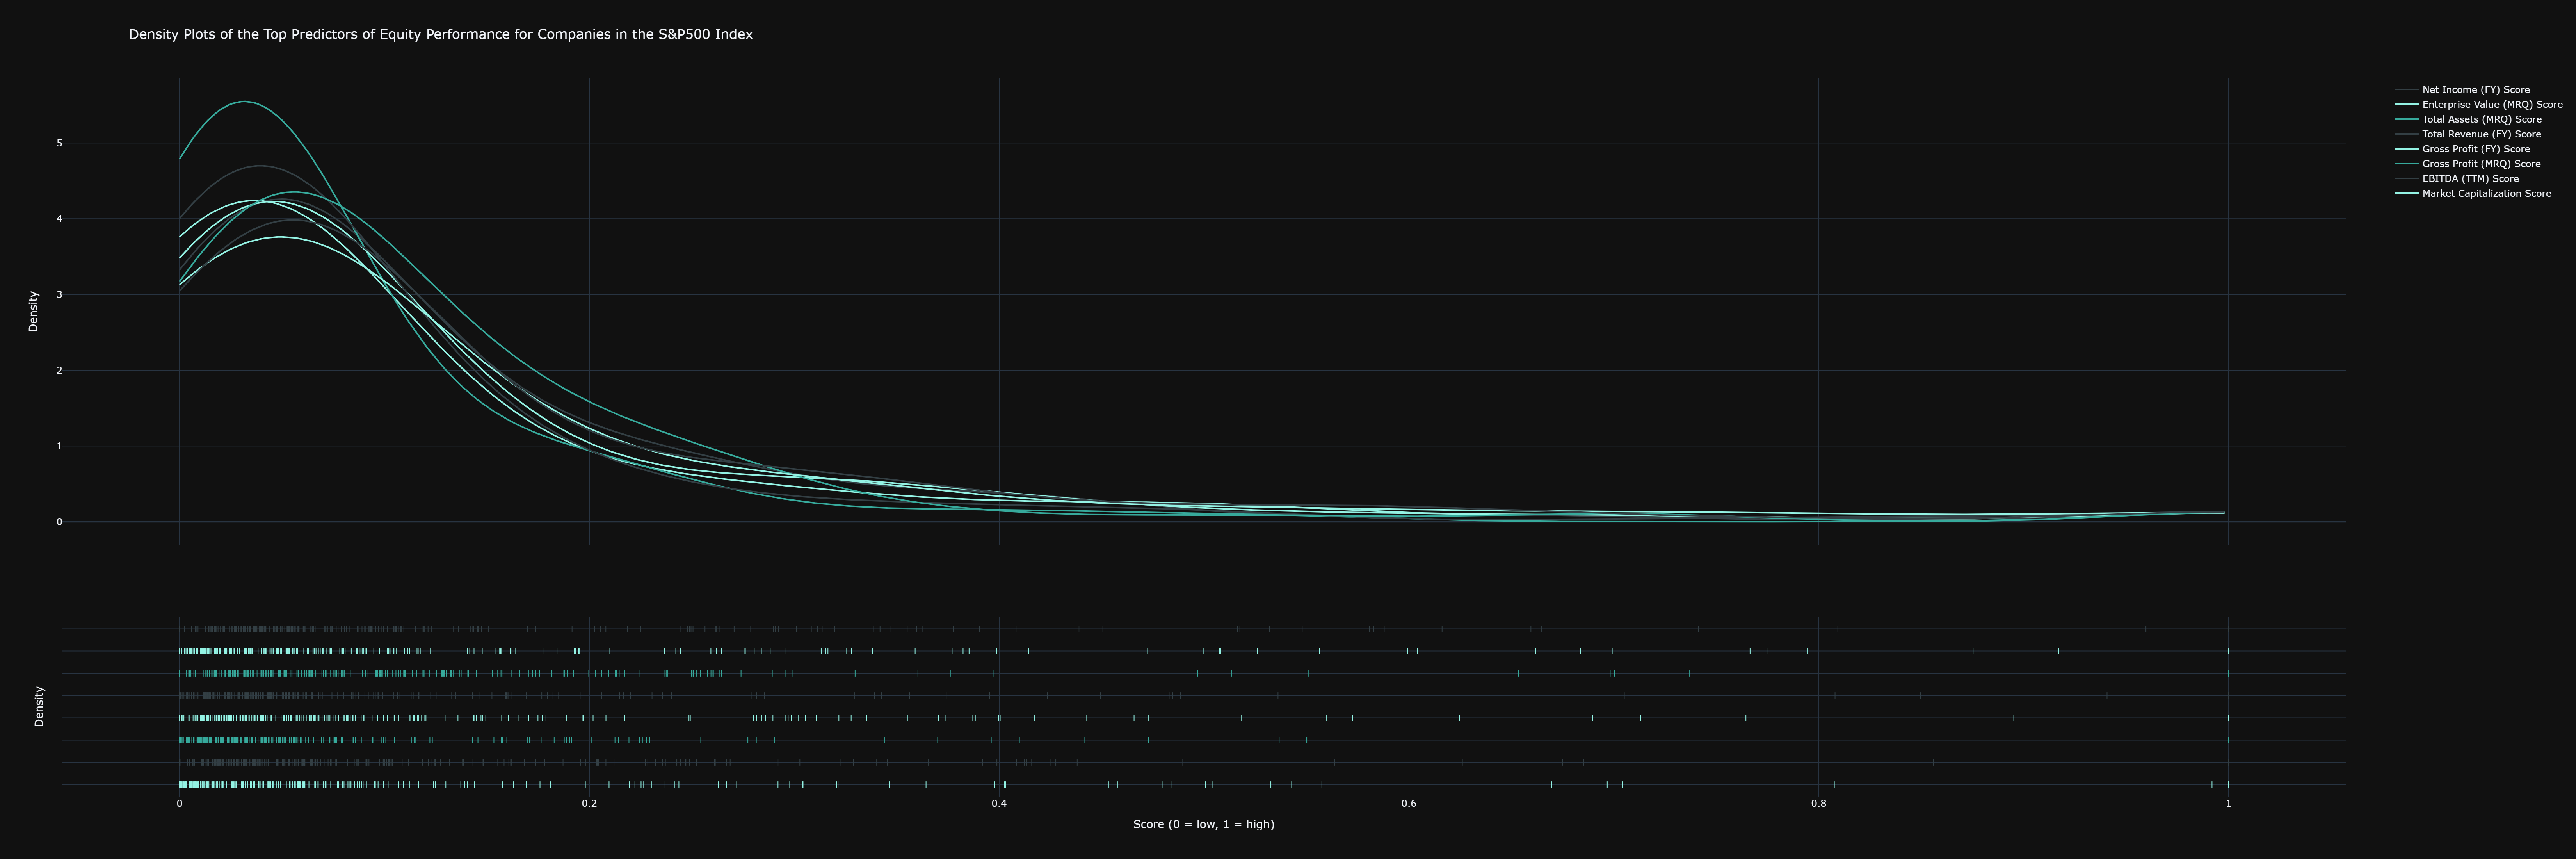 Density Plots of the Top Predictors of Equity Performance for Companies in the S&P500 Index
Net Income (FY) Score
Enterprise Value (MRQ) Score
Total Assets (MRQ) Score
Total Revenue (FY) Score
Gross Profit (FY) Score
Gross Profit (MRQ) Score
EBITDA (TTM) Score
Market Capitalization Score
Density
5
4
3
2
1
0
Density
0 0.2 0.4 0.6 0.8 1
Score (0 = low, 1 = high)